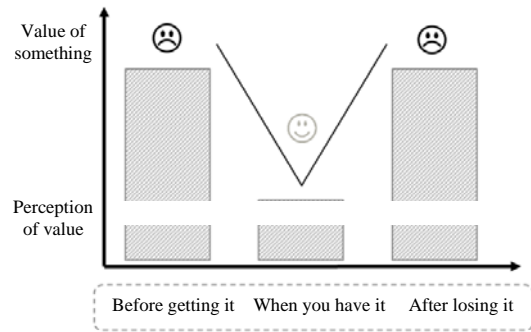 Value of
something
Perception
of value
Before getting it When you have it After losing it